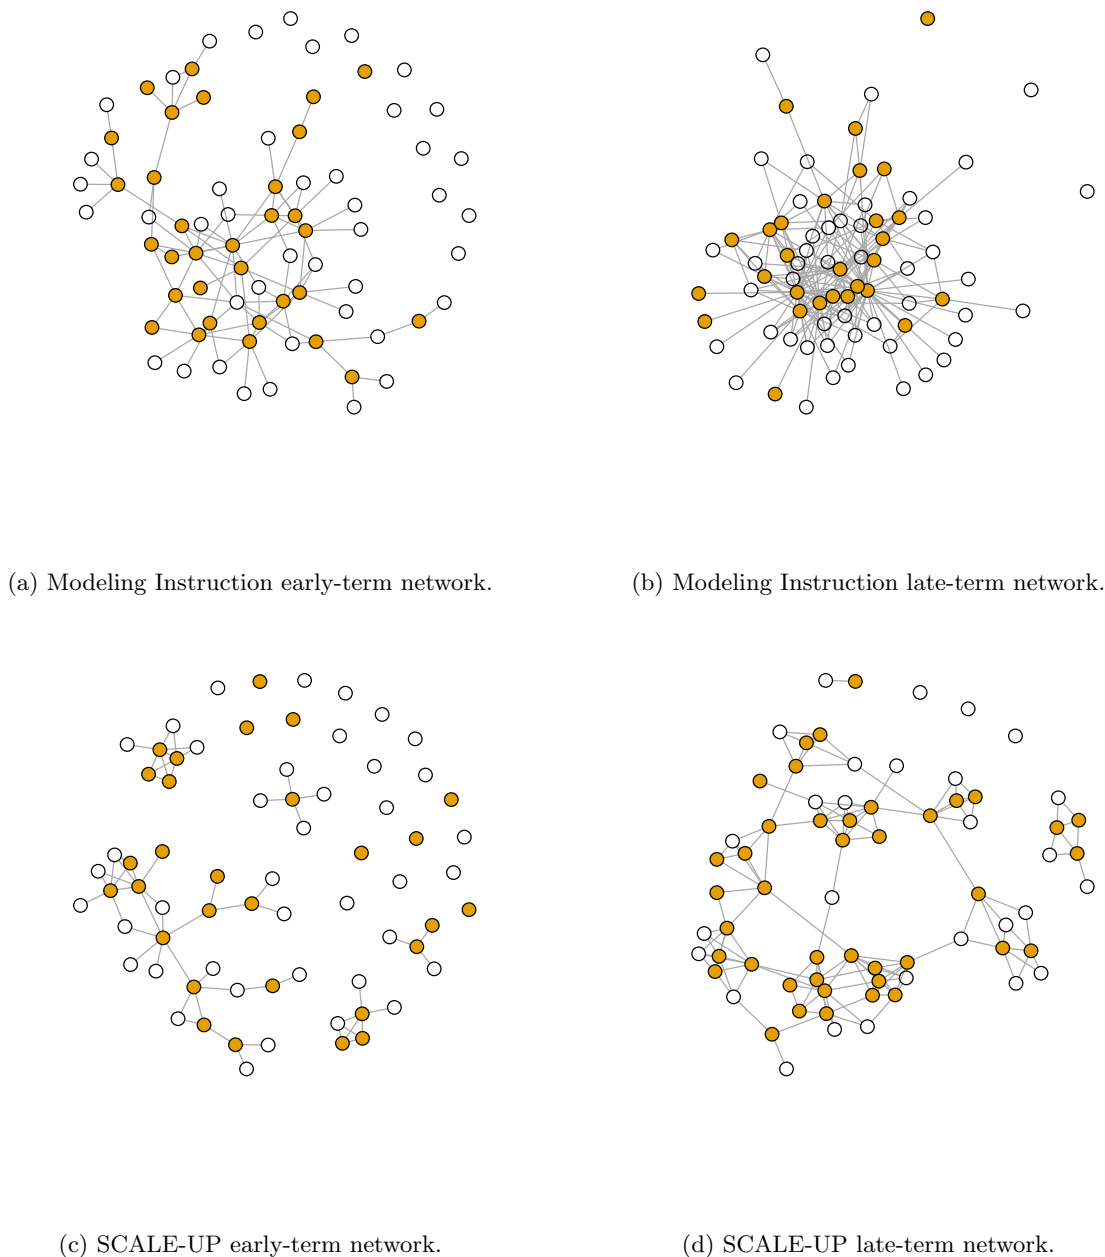 (a) Modeling Instruction early-term network.
(b) Modeling Instruction late-term network.
(c) SCALE-UP early-term network.
(d) SCALE-UP late-term network.